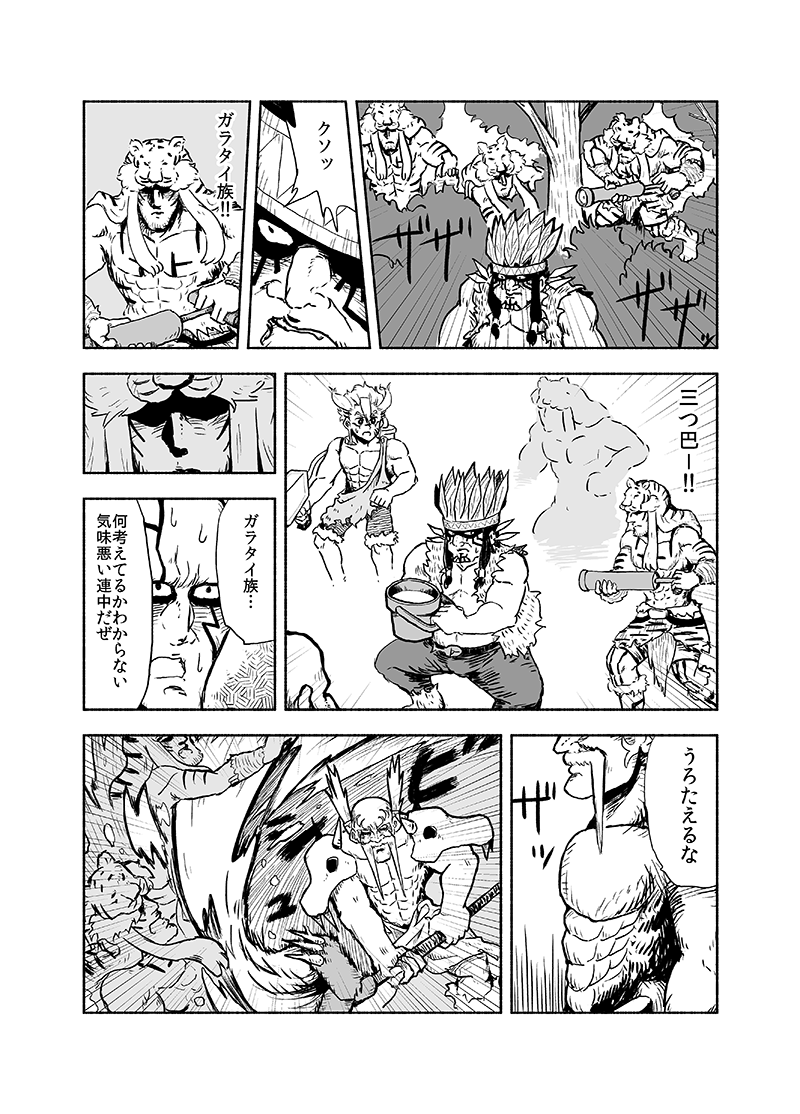 ザザ
ザザッ
クソッ
ガラタイ族!!
三つ巴ー!!
ガラタイ族…
何考えてるかわからない
気味悪い連中だぜ
うろたえるな
ザッ